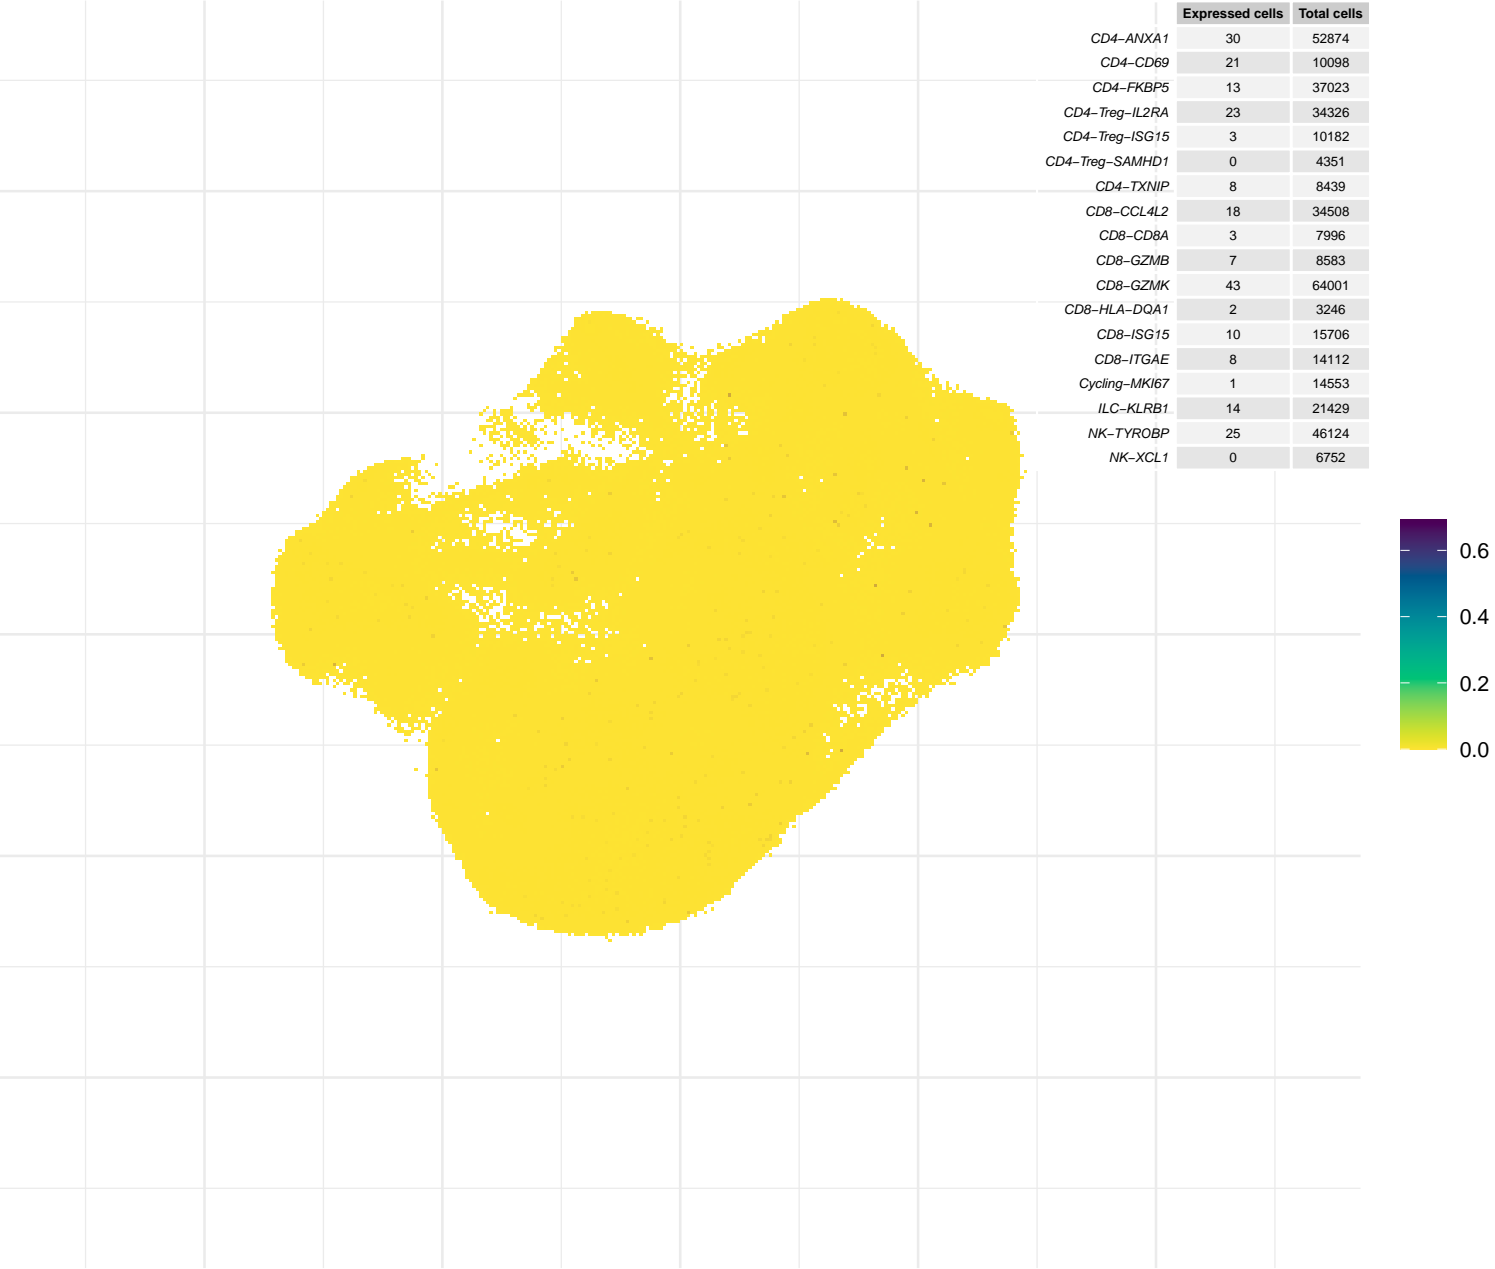 Expressed cells Total cells
CD4−ANXA1 30 52874
CD4−CD69 21 10098
CD4−FKBP5 13 37023
CD4−Treg−IL2RA 23 34326
CD4−Treg−ISG15 3 10182
CD4−Treg−SAMHD1 0 4351
CD4−TXNIP 8 8439
CD8−CCL4L2 18 34508
CD8−CD8A 3 7996
CD8−GZMB 7 8583
CD8−GZMK 43 64001
CD8−HLA−DQA1 2 3246
CD8−ISG15 10 15706
CD8−ITGAE 8 14112
Cycling−MKI67 1 14553
ILC−KLRB1 14 21429
NK−TYROBP 25 46124
NK−XCL1 0 6752
0.6
0.4
0.2
0.0